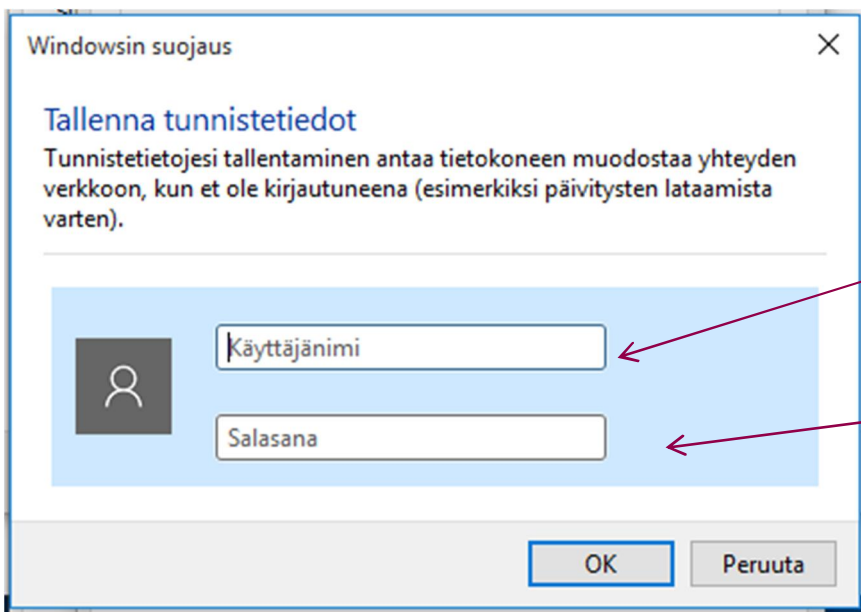 Windowsin suojaus
Tallenna tunnistetiedot
Tunnistetietojesi tallentaminen antaa tietokoneen muodostaa yhteyden
verkkoon, kun et ole kirjautuneena (esimerkiksi päivitysten lataamista
varten).
Käyttäjänimi
Salasana
OK
Peruuta